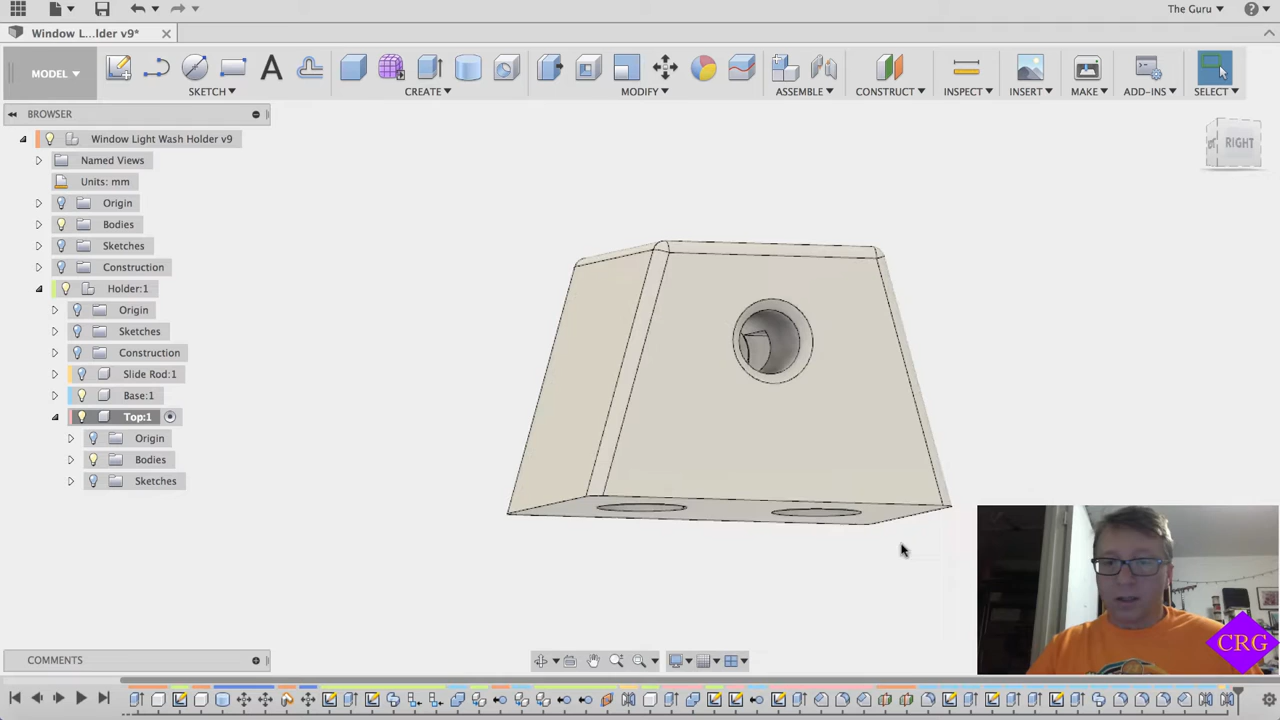 The Guru
Window L...lder v9*
MODEL
SKETCH
CREATE
MODIFY
ASSEMBLE
CONSTRUCT
INSPECT
INSERT
MAKE
ADD-INS
SELECT
BROWSER
Window Light Wash Holder v9
Named Views
Units: mm
Origin
Bodies
Sketches
Construction
Holder:1
Origin
Sketches
Construction
Slide Rod:1
Base:1
Top:1
Origin
Bodies
Sketches
RIGHT
COMMENTS
CRG